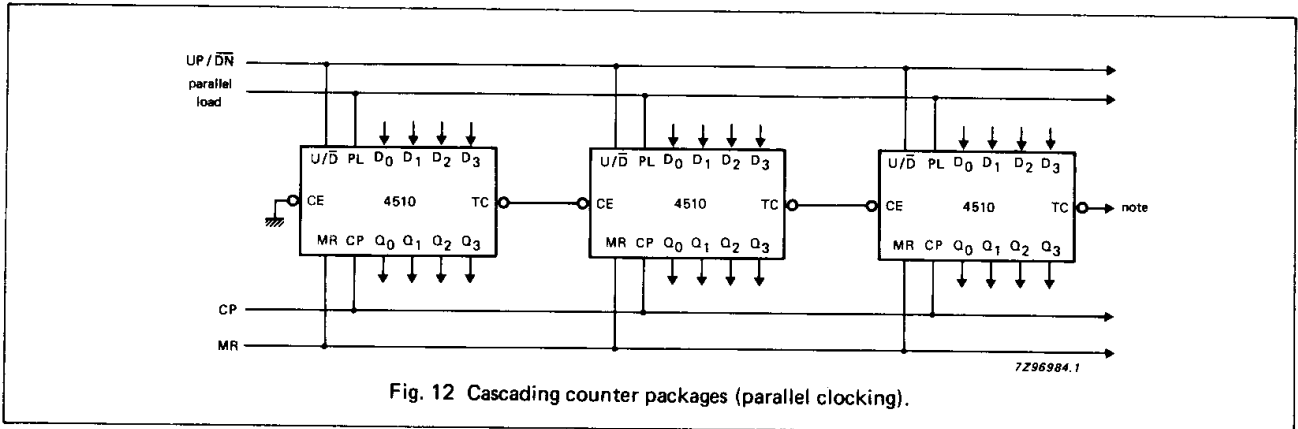 UP/D̅N̅
parallel
load
U/D̅ PL D0 D1 D2 D3
CE 4510 TC
MR CP Q0 Q1 Q2 Q3
U/D̅ PL D0 D1 D2 D3
CE 4510 TC
MR CP Q0 Q1 Q2 Q3
U/D̅ PL D0 D1 D2 D3
CE 4510 TC
MR CP Q0 Q1 Q2 Q3
note
CP
MR
7Z96984.1
Fig. 12 Cascading counter packages (parallel clocking).